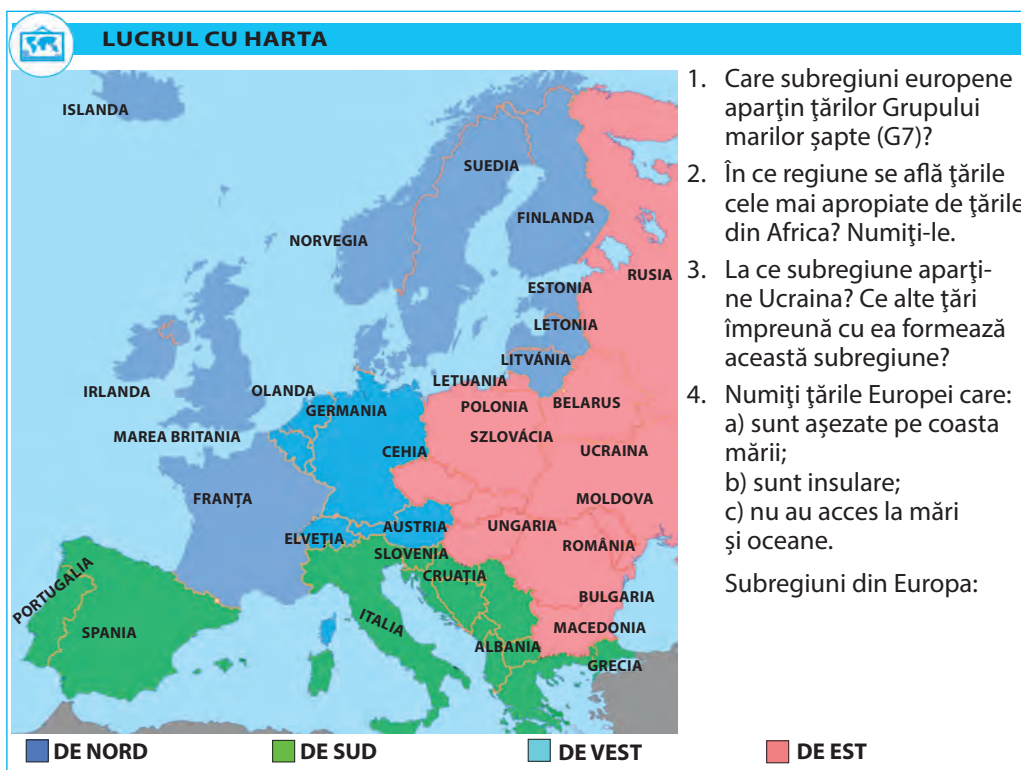 LUCRUL CU HARTA
ISLANDA
SUEDIA
FINLANDA
NORVEGIA
RUSIA
ESTONIA
LETONIA
LITVÁNIA
LETUANIA
IRLANDA
OLANDA
GERMANIA
POLONIA
BELARUS
MAREA BRITANIA
CEHIA
SZLOVÁCIA
UCRAINA
FRANȚA
MOLDOVA
ELVEȚIA
AUSTRIA
UNGARIA
SLOVENIA
ROMÂNIA
CRUAȚIA
PORTUGALIA
SPANIA
ITALIA
BULGARIA
MACEDONIA
ALBANIA
GRECIA
1. Care subregiuni europene
aparţin ţărilor Grupului
marilor șapte (G7)?
2. În ce regiune se află ţările
cele mai apropiate de ţările
din Africa? Numiţi-le.
3. La ce subregiune aparţi-
ne Ucraina? Ce alte ţări
împreună cu ea formează
această subregiune?
4. Numiţi ţările Europei care:
a) sunt așezate pe coasta
mării;
b) sunt insulare;
c) nu au acces la mări
și oceane.
Subregiuni din Europa:
DE NORD
DE SUD
DE VEST
DE EST